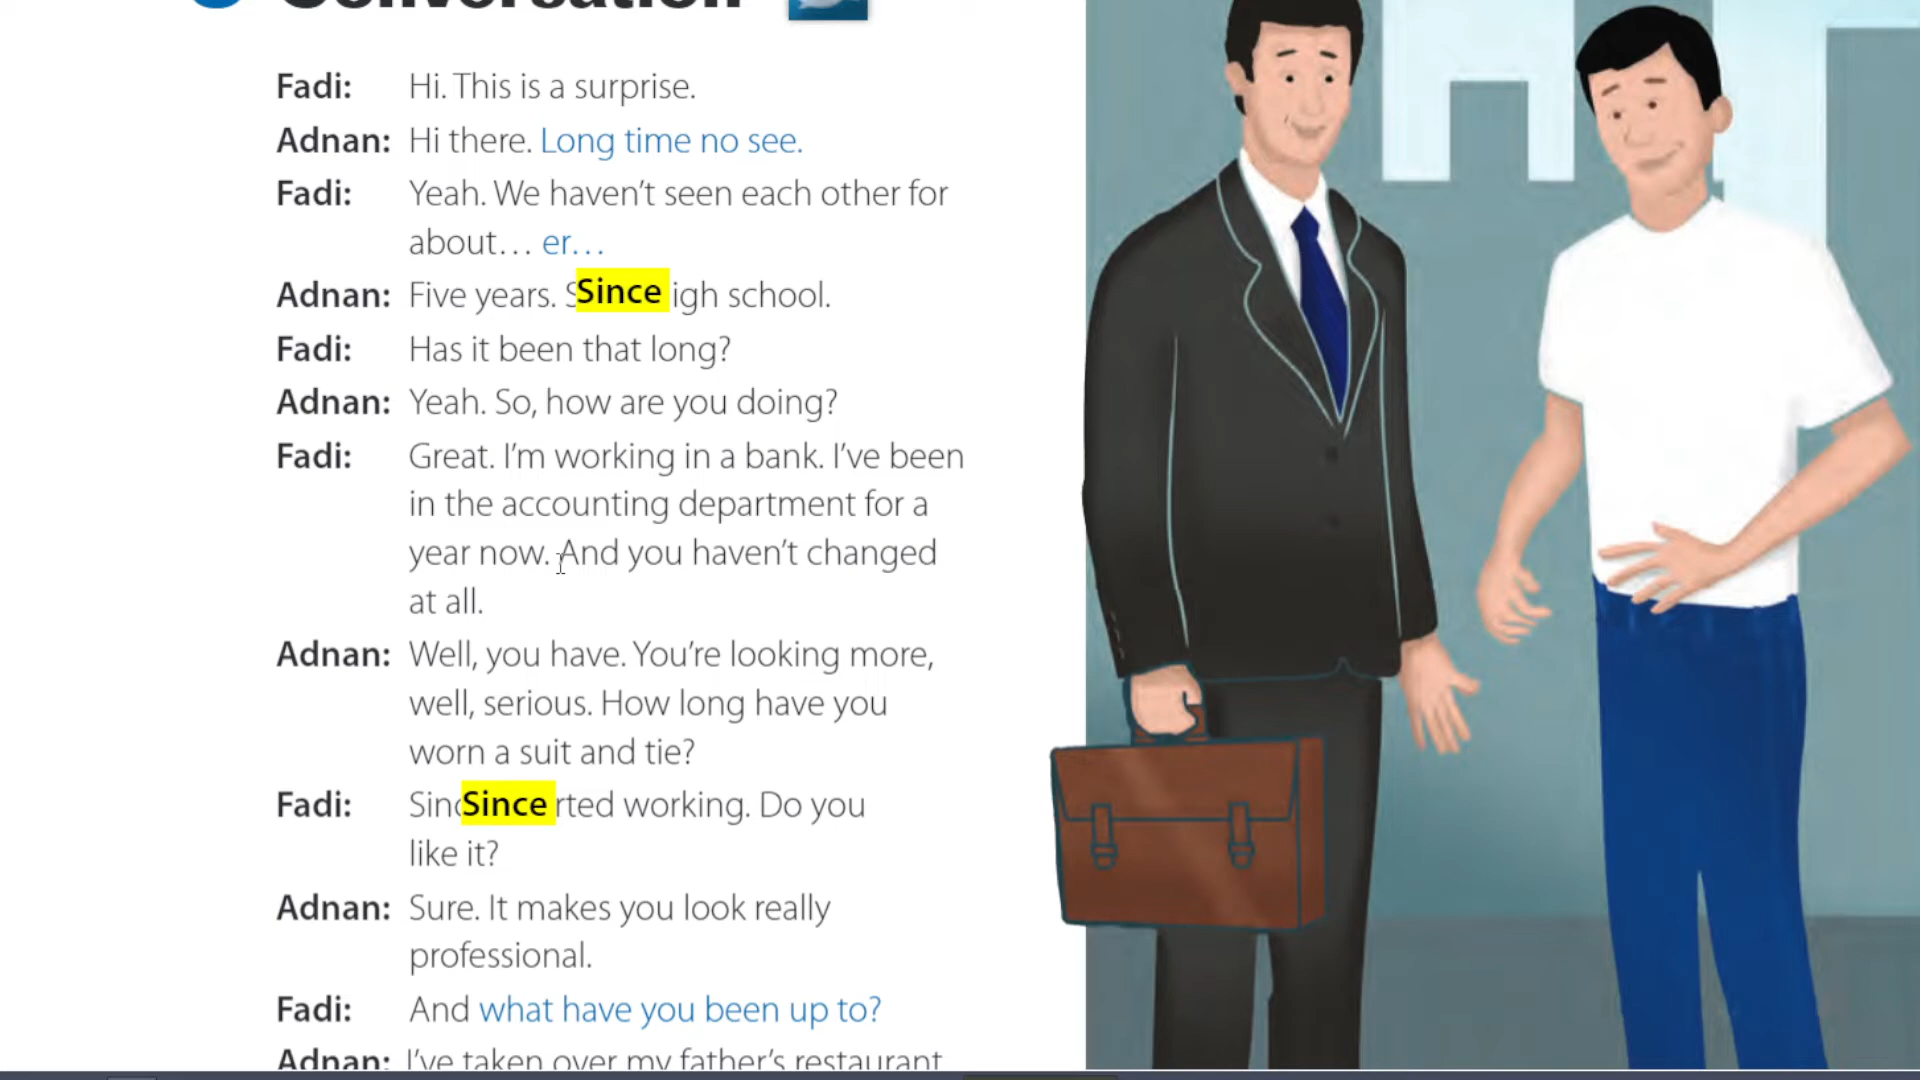 Conversation
Fadi: Hi. This is a surprise.
Adnan: Hi there. Long time no see.
Fadi: Yeah. We haven't seen each other for
about... er...
Adnan: Five years. Since igh school.
Fadi: Has it been that long?
Adnan: Yeah. So, how are you doing?
Fadi: Great. I'm working in a bank. I've been
in the accounting department for a
year now. And you haven't changed
at all.
Adnan: Well, you have. You're looking more,
well, serious. How long have you
worn a suit and tie?
Fadi: Since rted working. Do you
like it?
Adnan: Sure. It makes you look really
professional.
Fadi: And what have you been up to?
Adnan: I've taken over my father's restaurant